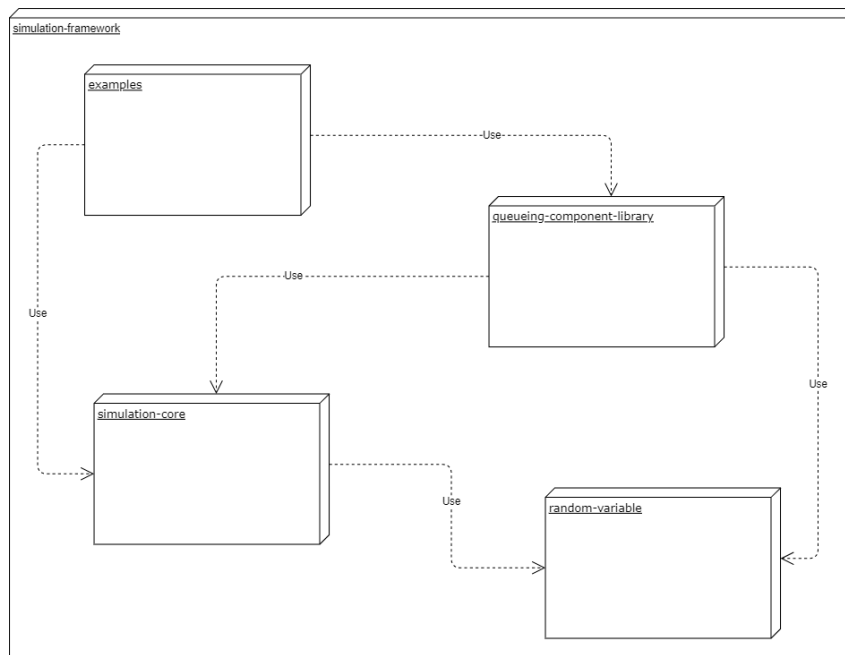 simulation-framework
examples
Use
queueing-component-library
Use
Use
Use
simulation-core
Use
random-variable